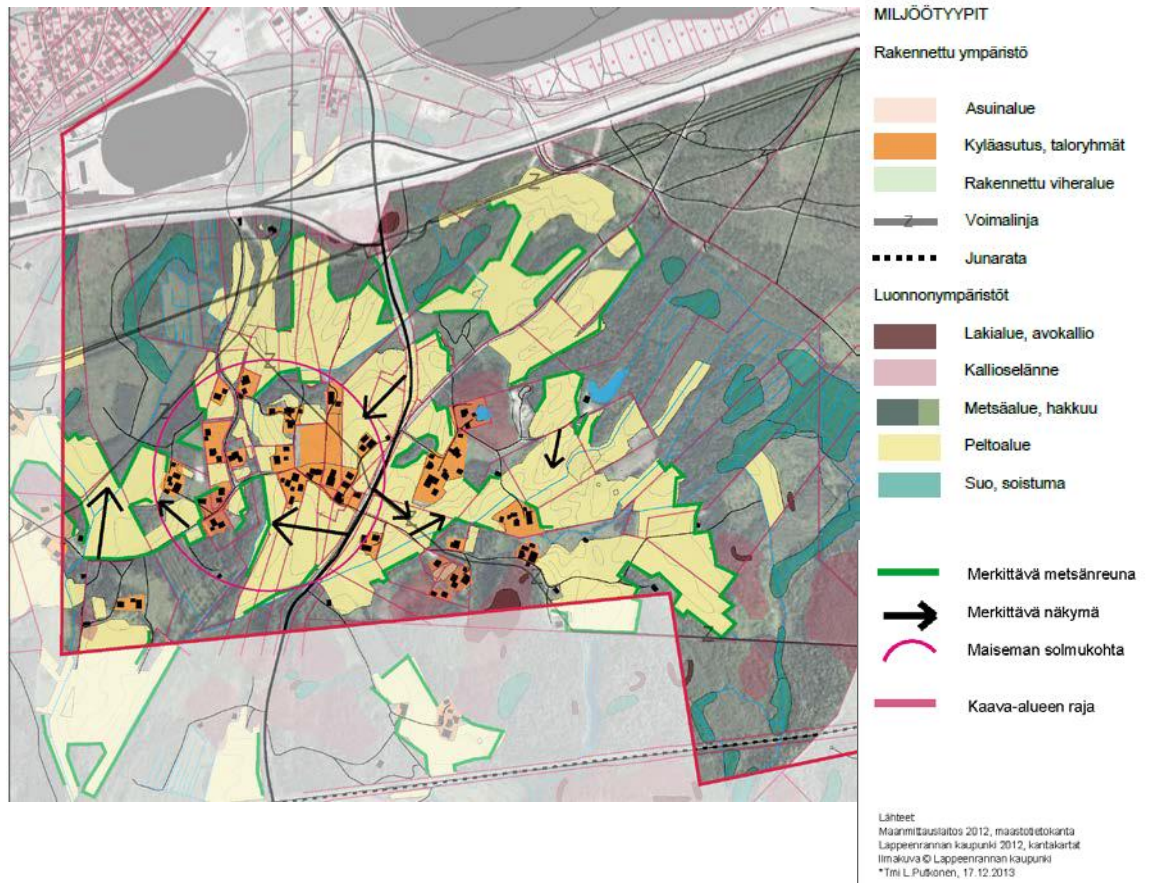 MILJÖÖTYYPIT
Rakennettu ympäristö
Asuinalue
Kyläasutus, taloryhmät
Rakennettu viheralue
Z
Voimalinja
Junarata
Luonnonympäristöt
Lakialue, avokallio
Kallioselänne
Metsäalue, hakkuu
Peltoalue
Suo, soistuma
Merkittävä metsänreuna
Merkittävä näkymä
Maiseman solmukohta
Kaava-alueen raja
Lähteet
Maanmittauslaitos 2012, maastotietokanta
Lappeenrannan kaupunki 2012, kantakartat
Ilmakuva © Lappeenrannan kaupunki
*Tmi L.Putkonen, 17.12.2013
Z
Z
Z
Z
Z
Z